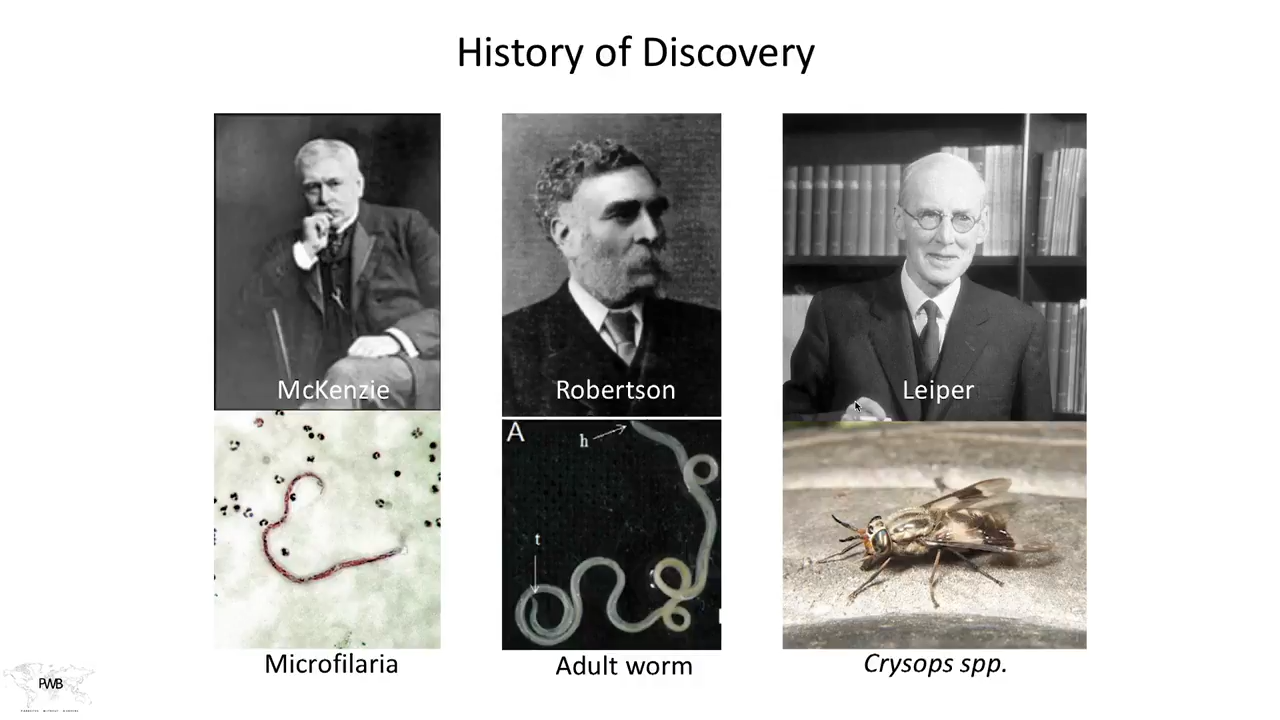 History of Discovery
McKenzie
Robertson
Leiper
A
h
t
Microfilaria
Adult worm
Crysops spp.
PWB